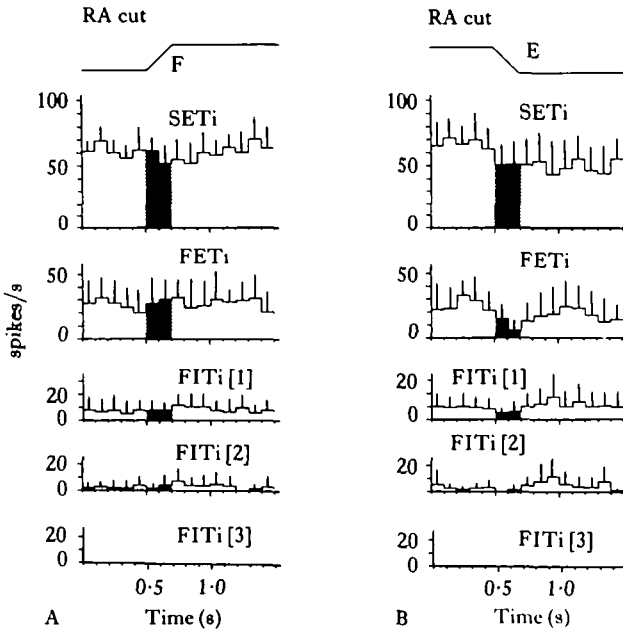 RA cut
F
100
50
0
SETi
50
0
FETi
20
0
FITi [1]
20
0
FITi [2]
20
0
FITi [3]
0·5
1·0
spikes/s
A
Time (s)
RA cut
E
100
50
0
SETi
50
0
FETi
20
0
FITi [1]
20
FITi [2]
20
0
FITi [3]
0·5
1·0
B
Time (s)